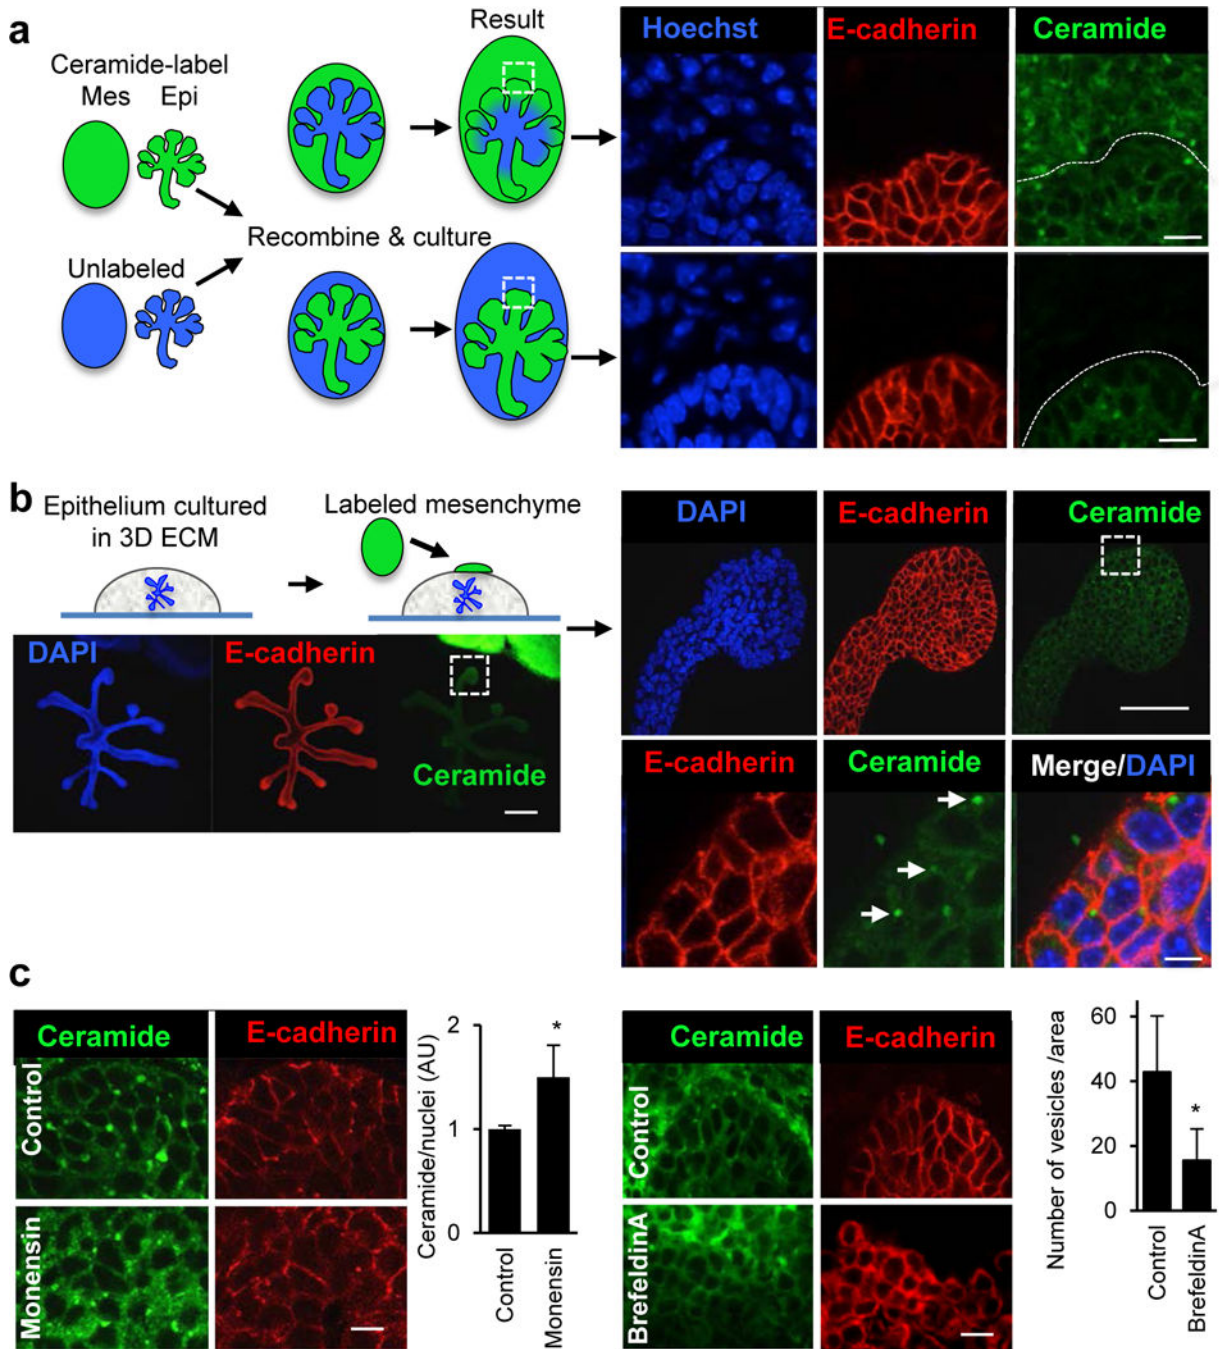 a
Result
Ceramide-label
Mes Epi
Recombine & culture
Unlabeled
Hoechst
E-cadherin
Ceramide
b
Epithelium cultured
in 3D ECM
Labeled mesenchyme
DAPI
E-cadherin
Ceramide
DAPI
E-cadherin
Ceramide
E-cadherin
Ceramide
Merge/DAPI
c
Ceramide
E-cadherin
Control
Monensin
Ceramide/nuclei (AU)
2
1
0
*
Control
Monensin
Ceramide
E-cadherin
Control
BrefeldinA
Number of vesicles /area
60
40
20
0
*
Control
BrefeldinA